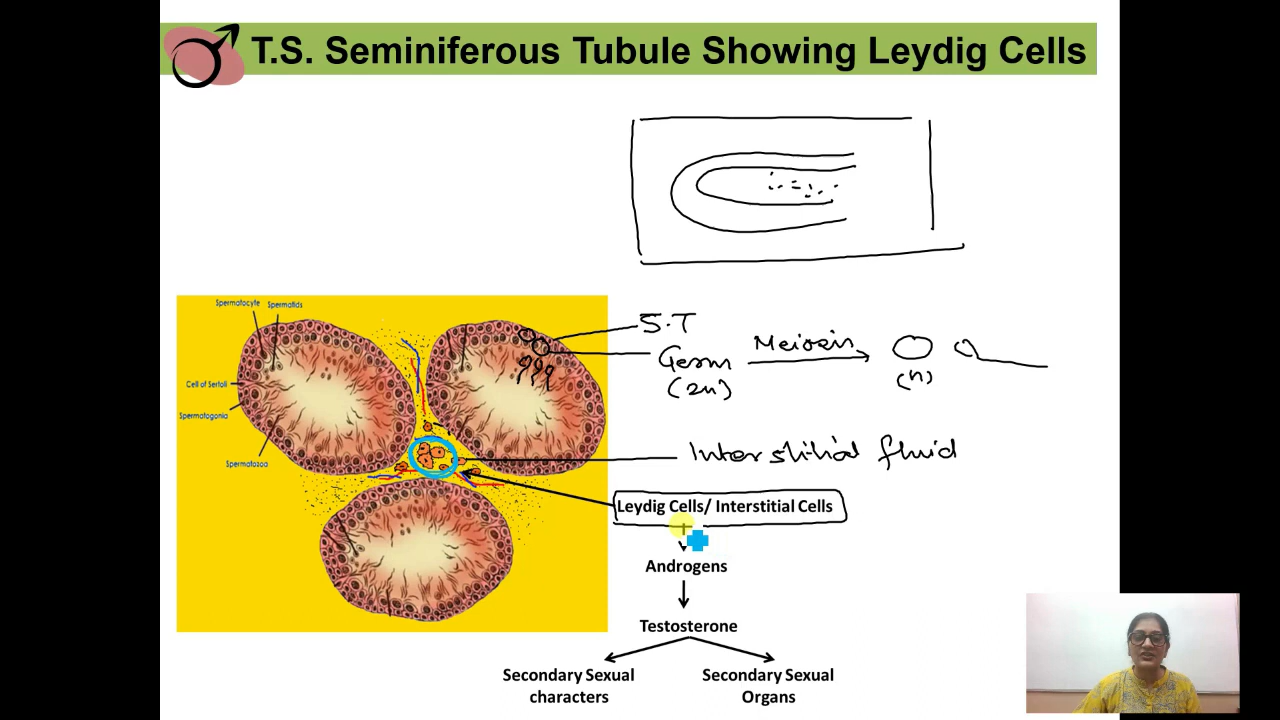 T.S. Seminiferous Tubule Showing Leydig Cells
Spermatocyte Spermatids
Cell of Sertoli
Spermatogonia
Spermatozoa
S.T
Germ
(2n)
Meiosis
(n)
Interstitial fluid
Leydig Cells/ Interstitial Cells
Androgens
Testosterone
Secondary Sexual
characters
Secondary Sexual
Organs